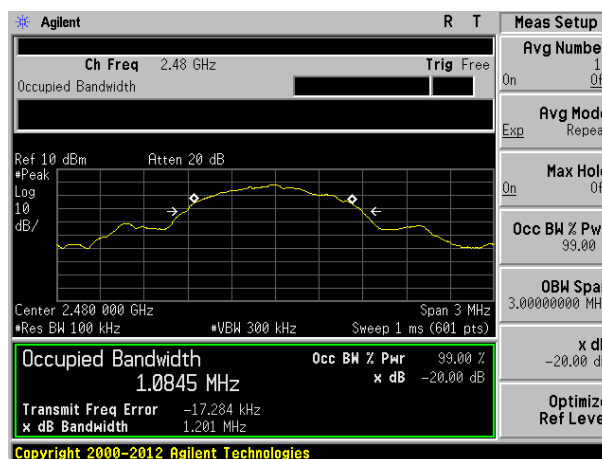 Agilent R T
Ch Freq 2.48 GHz Trig Free
Occupied Bandwidth
Ref 10 dBm Atten 20 dB
#Peak
Log
10
dB/
Center 2.480 000 GHz Span 3 MHz
#Res BW 100 kHz #VBW 300 kHz Sweep 1 ms (601 pts)
Occupied Bandwidth Occ BW % Pwr 99.00 %
1.0845 MHz x dB -20.00 dB
Transmit Freq Error -17.284 kHz
x dB Bandwidth 1.201 MHz
Copyright 2000-2012 Agilent Technologies
Meas Setup
Avg Number
1
On Of
Avg Mode
Exp Repea
Max Hol
On Of
Occ BW % Pw
99.00
OBW Spa
3.00000000 MH
x d
-20.00 d
Optimize
Ref Leve